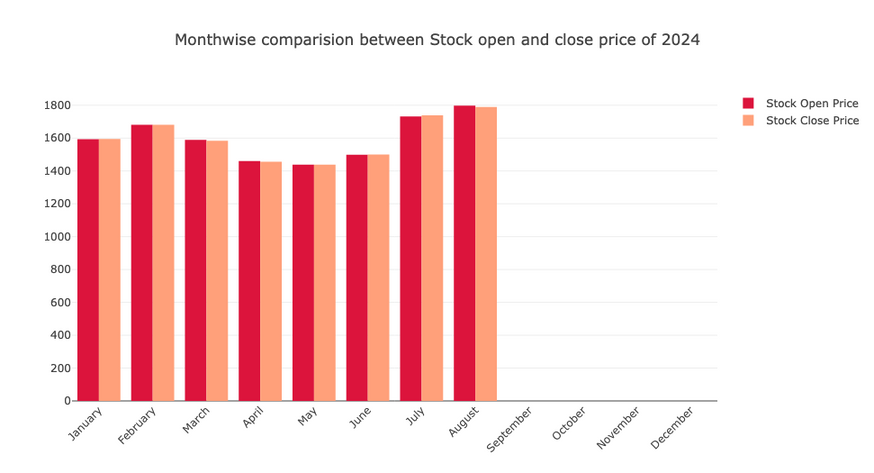 Monthwise comparision between Stock open and close price of 2024
Stock Open Price
Stock Close Price
1800
1600
1400
1200
1000
800
600
400
200
0
January
February
March
April
May
June
July
August
September
October
November
December